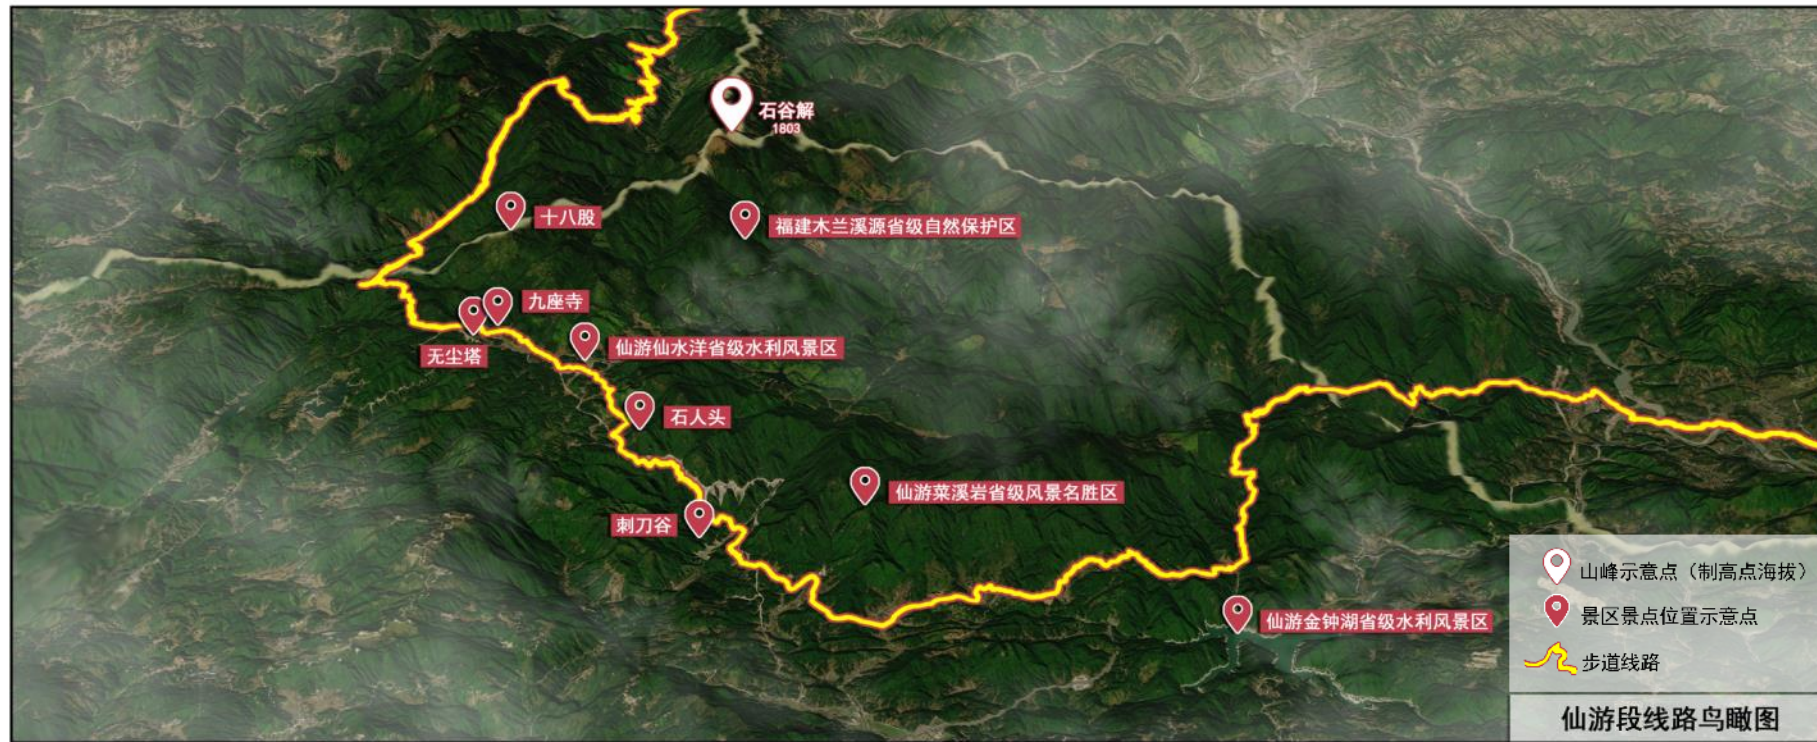 石谷解
1803
十八股
福建木兰溪源省级自然保护区
九座寺
无尘塔
仙游仙水洋省级水利风景区
石人头
仙游菜溪岩省级风景名胜区
刺刀谷
仙游金钟湖省级水利风景区
山峰示意点（制高点海拔）
景区景点位置示意点
步道线路
仙游段线路鸟瞰图